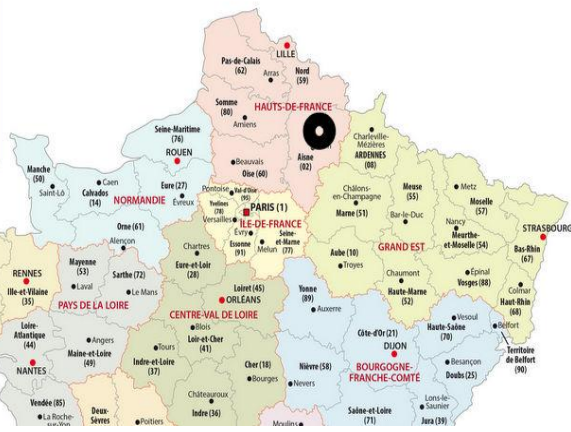 LILLE
Pas-de-Calais
(62)
Arras
Nord
(59)
Somme
(80)
Amiens
HAUTS-DE-FRANCE
Seine-Maritime
(76)
ROUEN
Beauvais
Oise (60)
Aisne
(02)
Charleville-
Mézières
ARDENNES
(08)
Manche
(50)
Saint-Lô
Caen
Calvados
(14)
NORMANDIE
Eure (27)
Évreux
Orne (61)
Alençon
Pontoise
Val-d'Oise
(95)
Yvelines
(78)
Versailles
PARIS (1)
ÎLE-DE-FRANCE
Évry
Essonne
(91)
Melun
Seine-
et-Marne
(77)
Châlons-
en-Champagne
Marne (51)
Meuse
(55)
Bar-le-Duc
Metz
Moselle
(57)
Nancy
Meurthe-
et-Moselle (54)
STRASBOURG
Bas-Rhin
(67)
Aube (10)
Troyes
GRAND EST
Chaumont
Haute-Marne
(52)
Épinal
Vosges (88)
Colmar
Haut-Rhin
(68)
RENNES
Ille-et-Vilaine
(35)
Mayenne
(53)
Laval
Sarthe (72)
Le Mans
PAYS DE LA LOIRE
Chartres
Eure-et-Loir
(28)
Loiret (45)
ORLÉANS
CENTRE-VAL DE LOIRE
Blois
Loir-et-Cher
(41)
Yonne
(89)
Auxerre
Côte-d'Or (21)
DIJON
BOURGOGNE-
FRANCHE-COMTÉ
Haute-Saône
(70)
Vesoul
Belfort
Territoire
de Belfort
(90)
Besançon
Doubs (25)
Lons-le-
Saunier
Jura (39)
Loire-
Atlantique
(44)
NANTES
Angers
Maine-et-Loire
(49)
Tours
Indre-et-Loire
(37)
Cher (18)
Bourges
Nièvre (58)
Nevers
Saône-et-Loire
(71)
Vendée (85)
La Roche-
sur-Yon
Deux-
Sèvres
Poitiers
Châteauroux
Indre (36)
Moulins